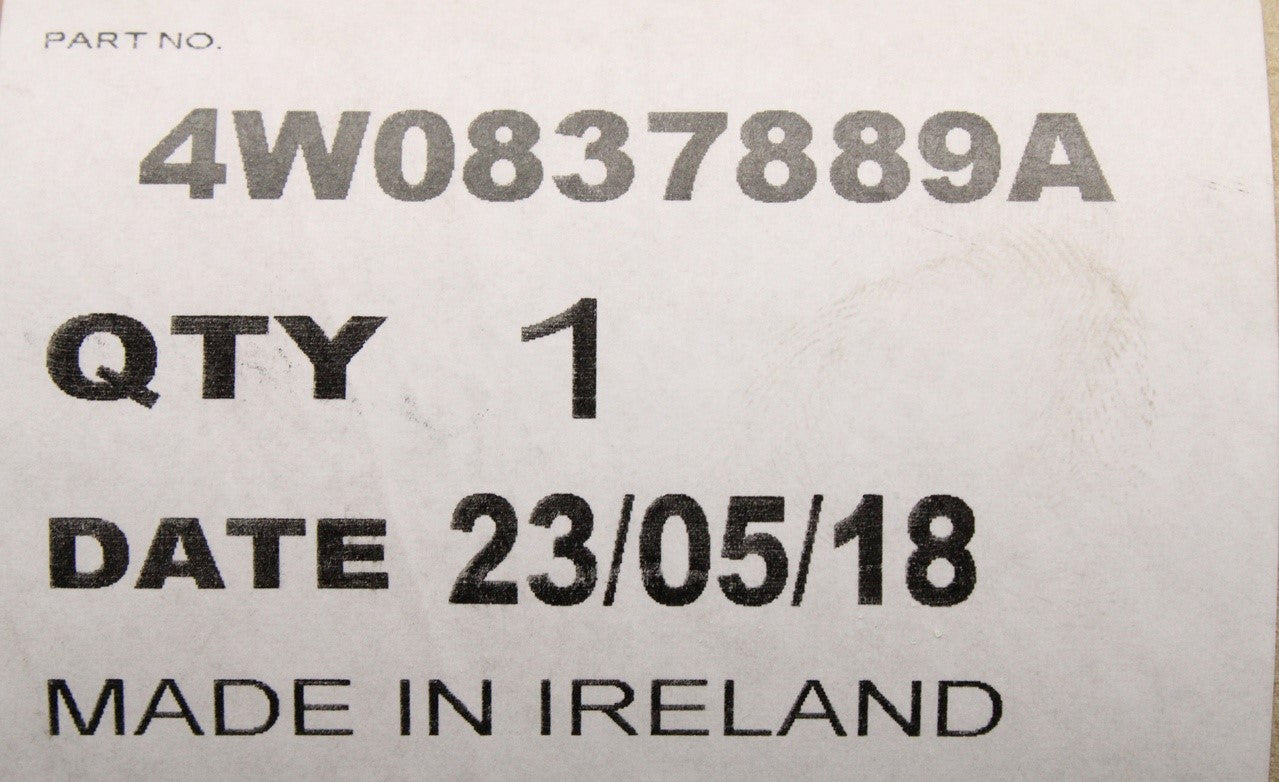 PART NO.
4W0837889A
QTY 1
DATE 23/05/18
MADE IN IRELAND